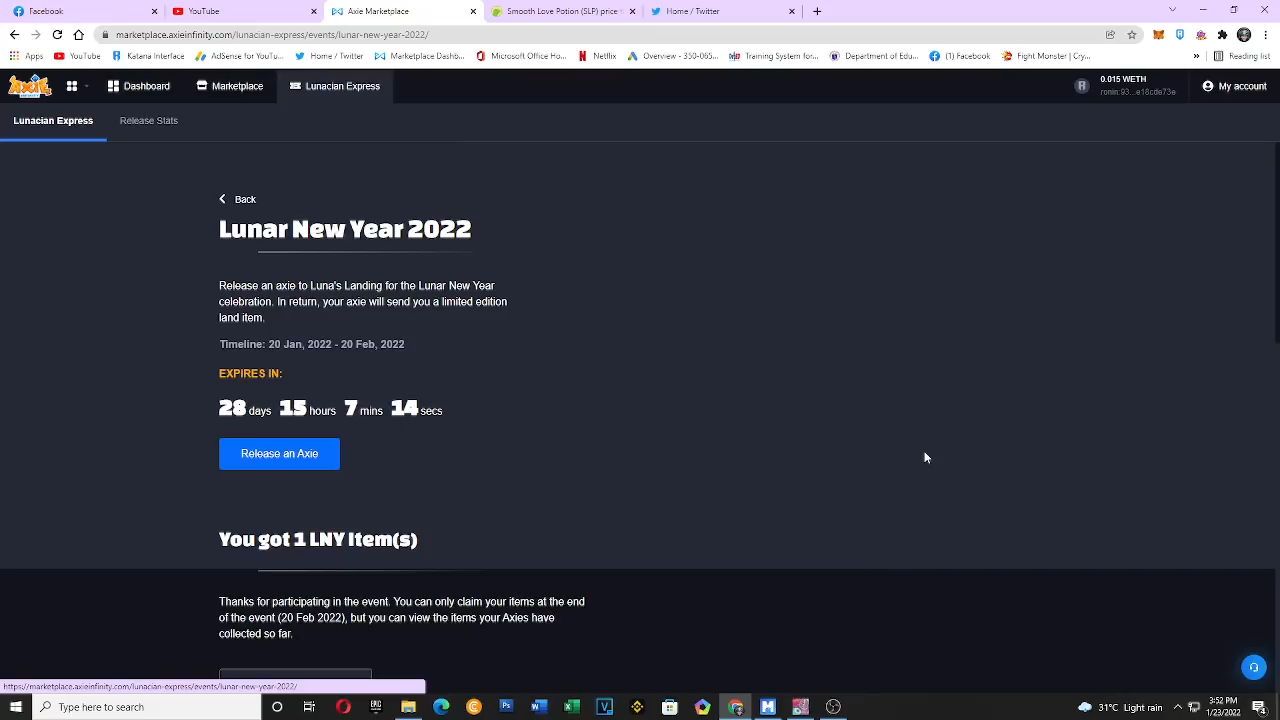 Facebook
YouTube
Axie Marketplace
Smooth Love Potion (SLP) price
Home / Twitter
marketplace.axieinfinity.com/lunacian-express/events/lunar-new-year-2022/
Apps
YouTube
Katana Interface
AdSense for YouTu...
Home / Twitter
Marketplace Dashb...
Microsoft Office Ho...
Netflix
Overview - 350-065...
Training System for...
Department of Edu...
(1) Facebook
Fight Monster | Cry...
»
Reading list
AXIE
Dashboard
Marketplace
Lunacian Express
0.015 WETH
ronin:93...e18cde73e
My account
Lunacian Express
Release Stats
Back
Lunar New Year 2022
Release an axie to Luna's Landing for the Lunar New Year
celebration. In return, your axie will send you a limited edition
land item.
Timeline: 20 Jan, 2022 - 20 Feb, 2022
EXPIRES IN:
28 days 15 hours 7 mins 14 secs
Release an Axie
You got 1 LNY Item(s)
Thanks for participating in the event. You can only claim your items at the end
of the event (20 Feb 2022), but you can view the items your Axies have
collected so far.
https://marketplace.axieinfinity.com/lunacian-express/events/lunar-new-year-2022/
Type here to search
31°C Light rain
3:52 PM
1/23/2022